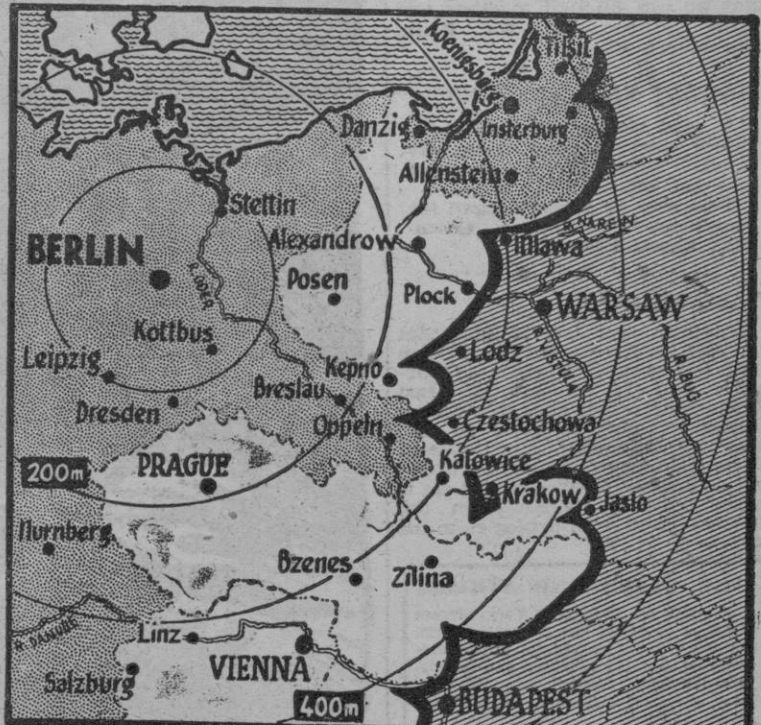 Koenigsburg
Tilsit
Danzig
Insterburg
Allenstein
Stettin
R. NAREW
Alexandrow
Mlawa
BERLIN
R. ODER
Posen
Plock
WARSAW
Kottbus
R. VISTULA
Lodz
R. BUG
Leipzig
Kepno
Breslau
Dresden
Oppeln
Czestochowa
PRAGUE
Katowice
200m
Krakow
Jaslo
Nurnberg
Bzenes
Zilina
R. DANUBE
Linz
VIENNA
Salzburg
400m
BUDAPEST